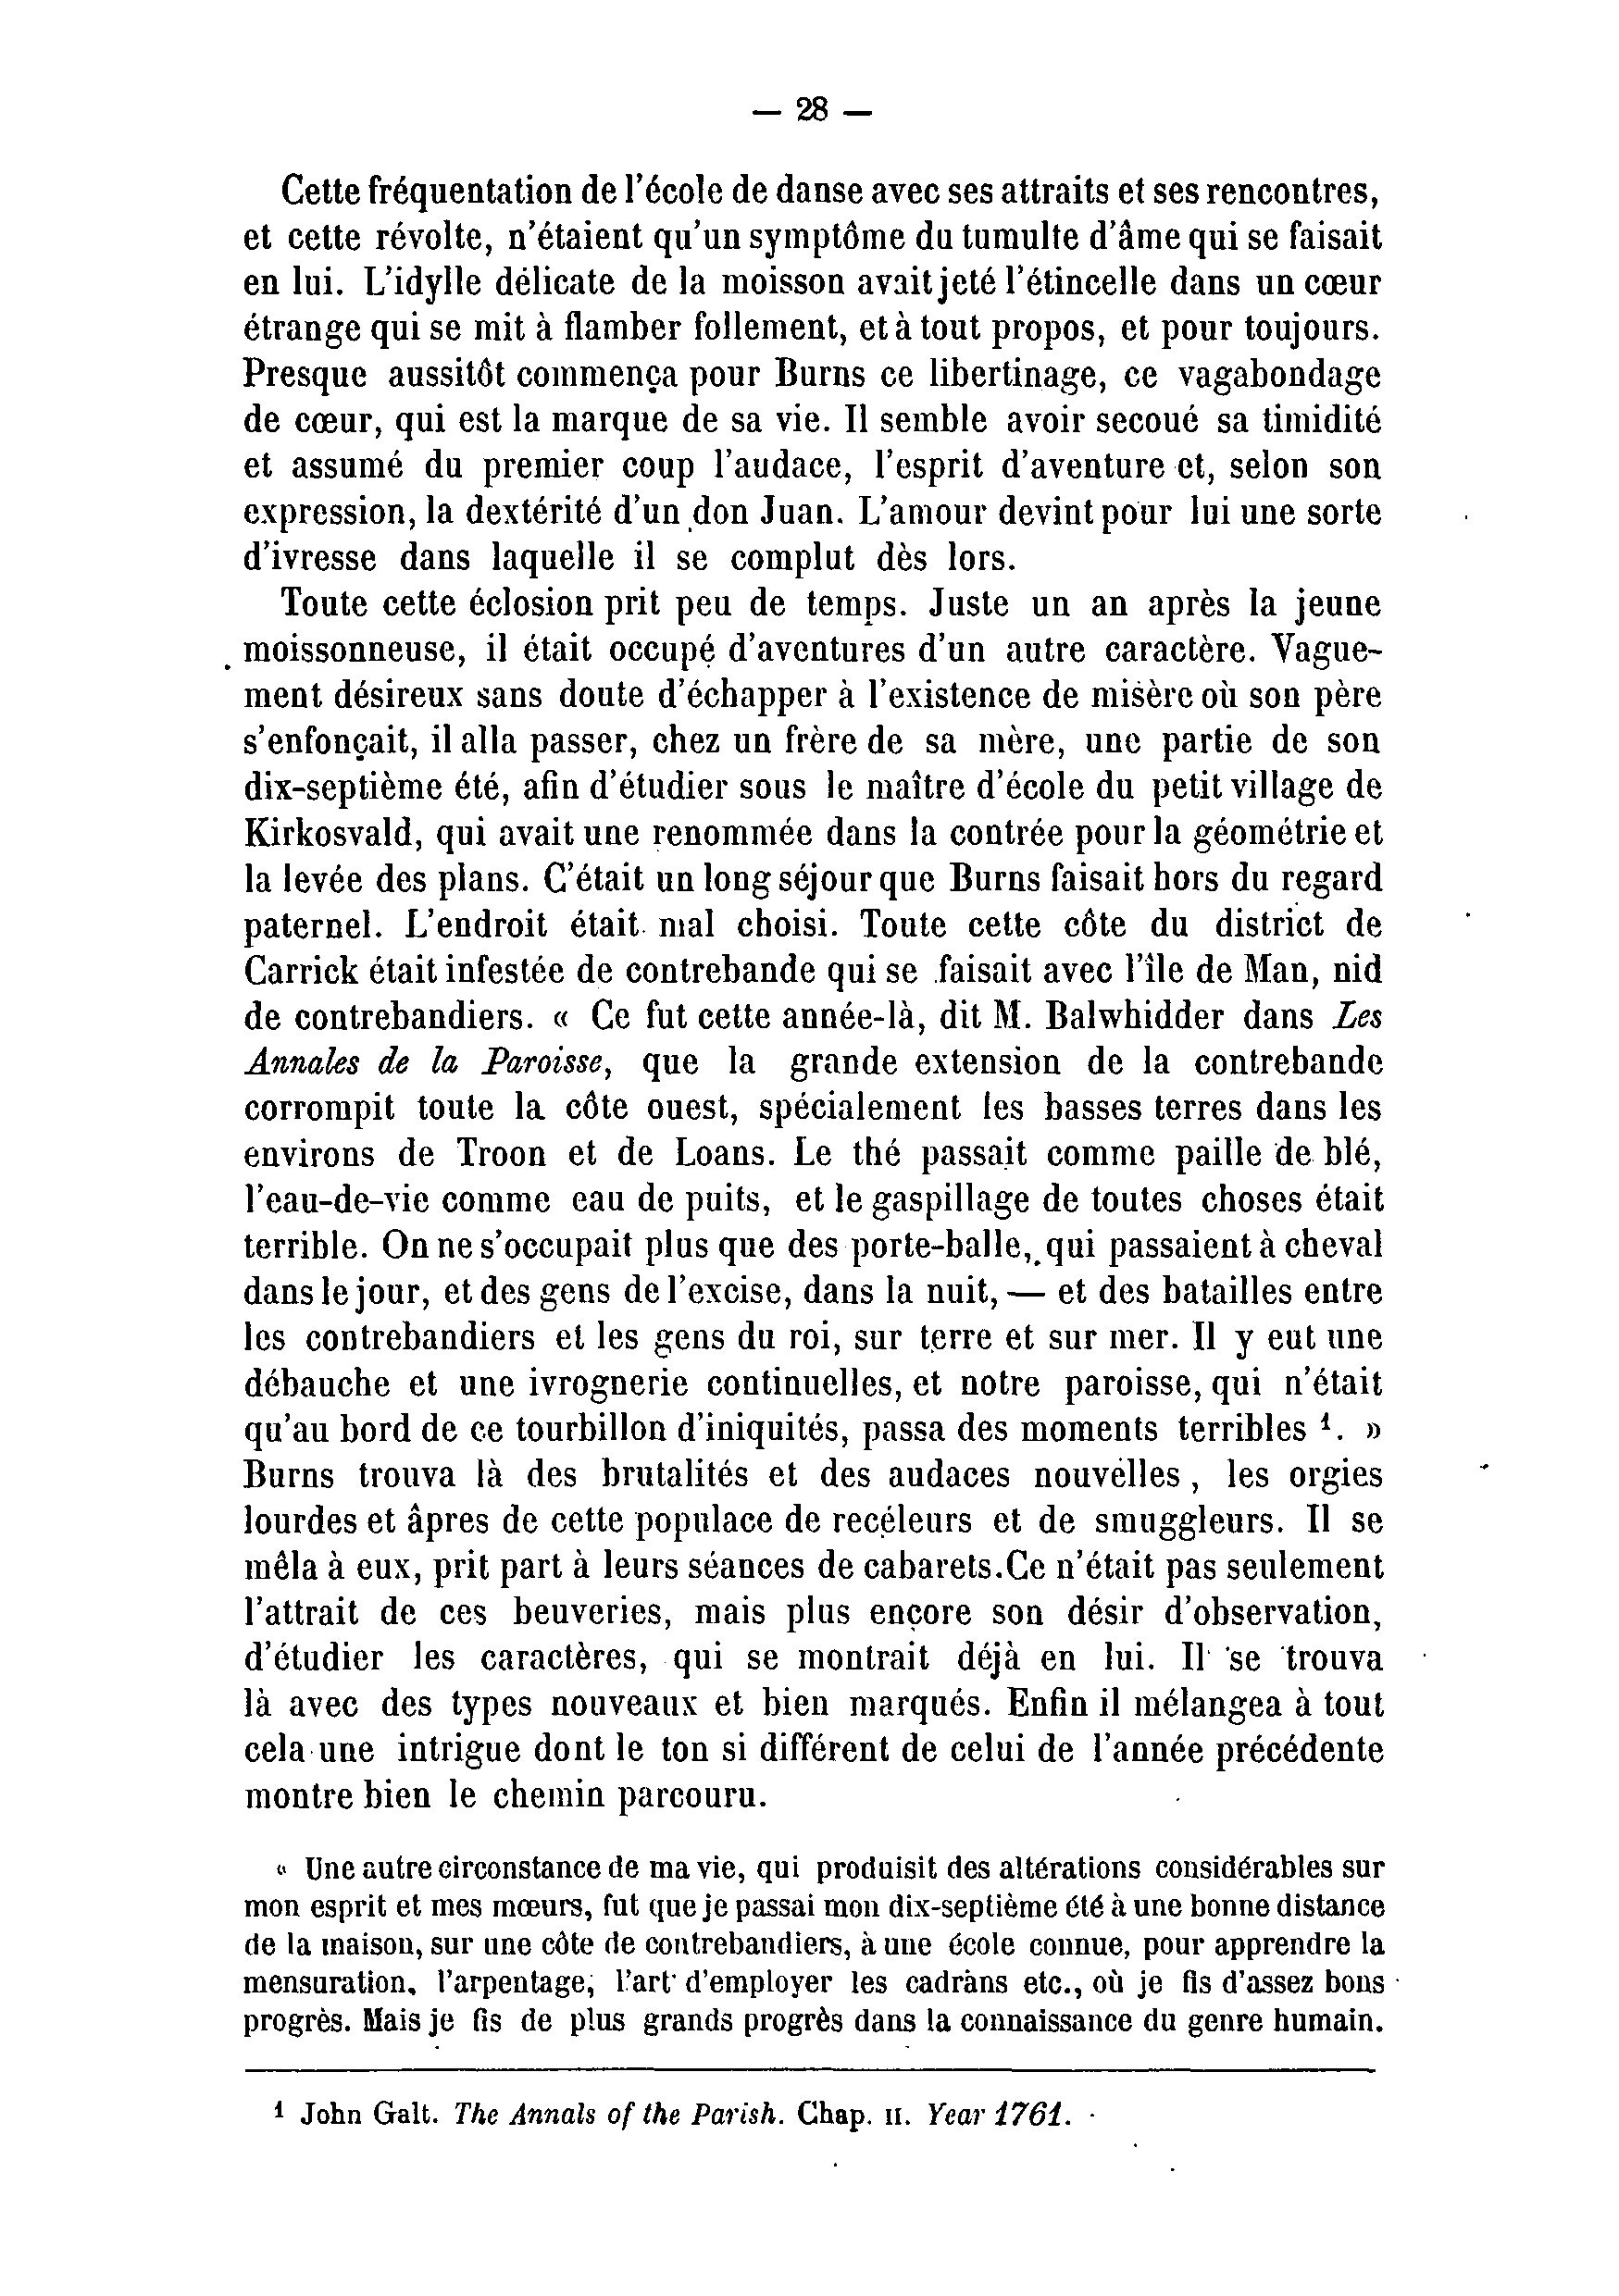 — 28 —
Cette fréquentation de l'école de danse avec ses attraits et ses rencontres,
et cette révolte, n'étaient qu'un symptôme du tumulte d'âme qui se faisait
en lui. L'idylle délicate de la moisson avait jeté l'étincelle dans un cœur
étrange qui se mit à flamber follement, et à tout propos, et pour toujours.
Presque aussitôt commença pour Burns ce libertinage, ce vagabondage
de cœur, qui est la marque de sa vie. Il semble avoir secoué sa timidité
et assumé du premier coup l'audace, l'esprit d'aventure et, selon son
expression, la dextérité d'un don Juan. L'amour devint pour lui une sorte
d'ivresse dans laquelle il se complut dès lors.
Toute cette éclosion prit peu de temps. Juste un an après la jeune
moissonneuse, il était occupé d'aventures d'un autre caractère. Vague-
ment désireux sans doute d'échapper à l'existence de misère où son père
s'enfonçait, il alla passer, chez un frère de sa mère, une partie de son
dix-septième été, afin d'étudier sous le maître d'école du petit village de
Kirkosvald, qui avait une renommée dans la contrée pour la géométrie et
la levée des plans. C'était un long séjour que Burns faisait hors du regard
paternel. L'endroit était mal choisi. Toute cette côte du district de
Carrick était infestée de contrebande qui se faisait avec l'île de Man, nid
de contrebandiers. « Ce fut cette année-là, dit M. Balwhidder dans Les
Annales de la Paroisse, que la grande extension de la contrebande
corrompit toute la côte ouest, spécialement les basses terres dans les
environs de Troon et de Loans. Le thé passait comme paille de blé,
l'eau-de-vie comme eau de puits, et le gaspillage de toutes choses était
terrible. On ne s'occupait plus que des porte-balle, qui passaient à cheval
dans le jour, et des gens de l'excise, dans la nuit, — et des batailles entre
les contrebandiers et les gens du roi, sur terre et sur mer. Il y eut une
débauche et une ivrognerie continuelles, et notre paroisse, qui n'était
qu'au bord de ce tourbillon d'iniquités, passa des moments terribles ¹. »
Burns trouva là des brutalités et des audaces nouvelles, les orgies
lourdes et âpres de cette populace de recéleurs et de smuggleurs. Il se
mêla à eux, prit part à leurs séances de cabarets. Ce n'était pas seulement
l'attrait de ces beuveries, mais plus encore son désir d'observation,
d'étudier les caractères, qui se montrait déjà en lui. Il se trouva
là avec des types nouveaux et bien marqués. Enfin il mélangea à tout
cela une intrigue dont le ton si différent de celui de l'année précédente
montre bien le chemin parcouru.
« Une autre circonstance de ma vie, qui produisit des altérations considérables sur
mon esprit et mes mœurs, fut que je passai mon dix-septième été à une bonne distance
de la maison, sur une côte de contrebandiers, à une école connue, pour apprendre la
mensuration, l'arpentage, l'art d'employer les cadrans etc., où je fis d'assez bons
progrès. Mais je fis de plus grands progrès dans la connaissance du genre humain.
¹ John Galt. The Annals of the Parish. Chap. II. Year 1761.